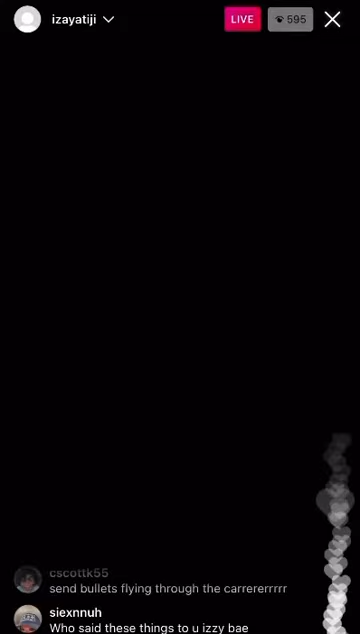 izayatiji
LIVE
595
cscottk55
send bullets flying through the carrererrrrr
siexnnuh
Who said these things to u izzy bae